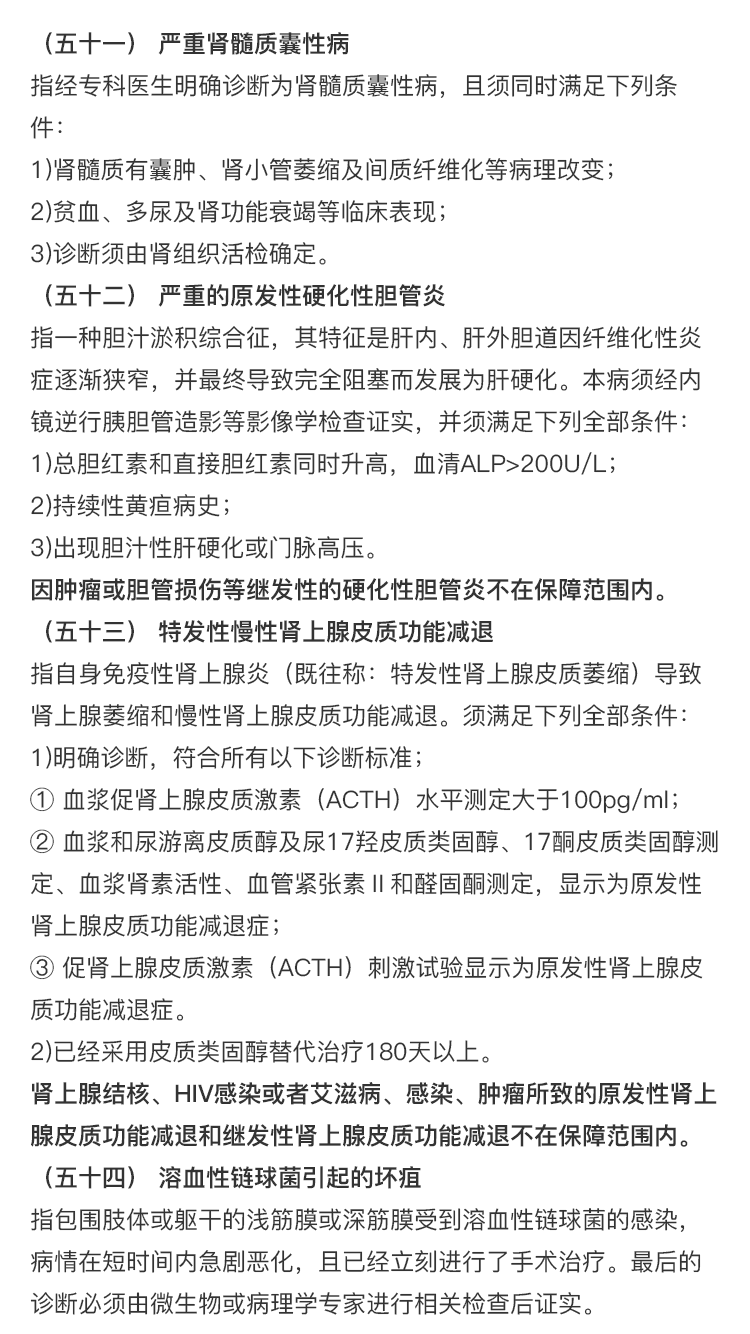 （五十一） 严重肾髓质囊性病
指经专科医生明确诊断为肾髓质囊性病，且须同时满足下列条
件：
1)肾髓质有囊肿、肾小管萎缩及间质纤维化等病理改变；
2)贫血、多尿及肾功能衰竭等临床表现；
3)诊断须由肾组织活检确定。
（五十二） 严重的原发性硬化性胆管炎
指一种胆汁淤积综合征，其特征是肝内、肝外胆道因纤维化性炎
症逐渐狭窄，并最终导致完全阻塞而发展为肝硬化。本病须经内
镜逆行胰胆管造影等影像学检查证实，并须满足下列全部条件：
1)总胆红素和直接胆红素同时升高，血清ALP>200U/L；
2)持续性黄疸病史；
3)出现胆汁性肝硬化或门脉高压。
因肿瘤或胆管损伤等继发性的硬化性胆管炎不在保障范围内。
（五十三） 特发性慢性肾上腺皮质功能减退
指自身免疫性肾上腺炎（既往称：特发性肾上腺皮质萎缩）导致
肾上腺萎缩和慢性肾上腺皮质功能减退。须满足下列全部条件：
1)明确诊断，符合所有以下诊断标准；
① 血浆促肾上腺皮质激素（ACTH）水平测定大于100pg/ml；
② 血浆和尿游离皮质醇及尿17羟皮质类固醇、17酮皮质类固醇测
定、血浆肾素活性、血管紧张素Ⅱ和醛固酮测定，显示为原发性
肾上腺皮质功能减退症；
③ 促肾上腺皮质激素（ACTH）刺激试验显示为原发性肾上腺皮
质功能减退症。
2)已经采用皮质类固醇替代治疗180天以上。
肾上腺结核、HIV感染或者艾滋病、感染、肿瘤所致的原发性肾上
腺皮质功能减退和继发性肾上腺皮质功能减退不在保障范围内。
（五十四） 溶血性链球菌引起的坏疽
指包围肢体或躯干的浅筋膜或深筋膜受到溶血性链球菌的感染，
病情在短时间内急剧恶化，且已经立刻进行了手术治疗。最后的
诊断必须由微生物或病理学专家进行相关检查后证实。